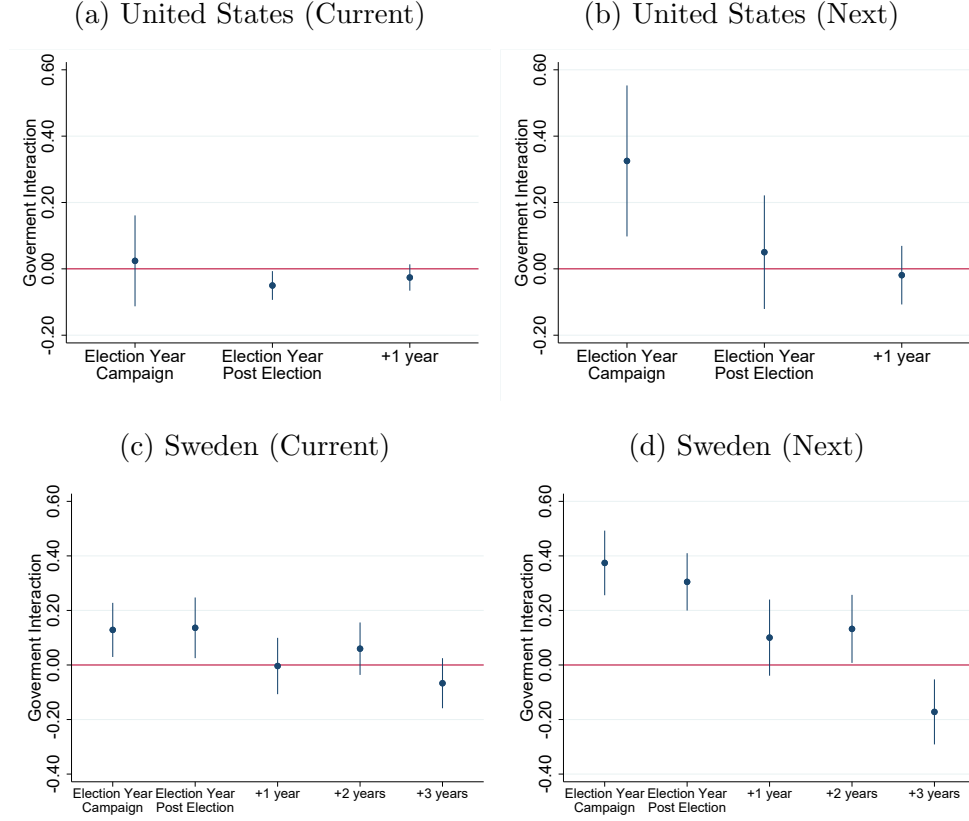 (a) United States (Current)
Goverment Interaction
0.60
0.40
0.20
0.00
-0.20
Election Year
Campaign
Election Year
Post Election
+1 year
(b) United States (Next)
Goverment Interaction
0.60
0.40
0.20
0.00
-0.20
Election Year
Campaign
Election Year
Post Election
+1 year
(c) Sweden (Current)
Goverment Interaction
0.60
0.40
0.20
0.00
-0.20
-0.40
Election Year
Campaign
Election Year
Post Election
+1 year
+2 years
+3 years
(d) Sweden (Next)
Goverment Interaction
0.60
0.40
0.20
0.00
-0.20
-0.40
Election Year
Campaign
Election Year
Post Election
+1 year
+2 years
+3 years